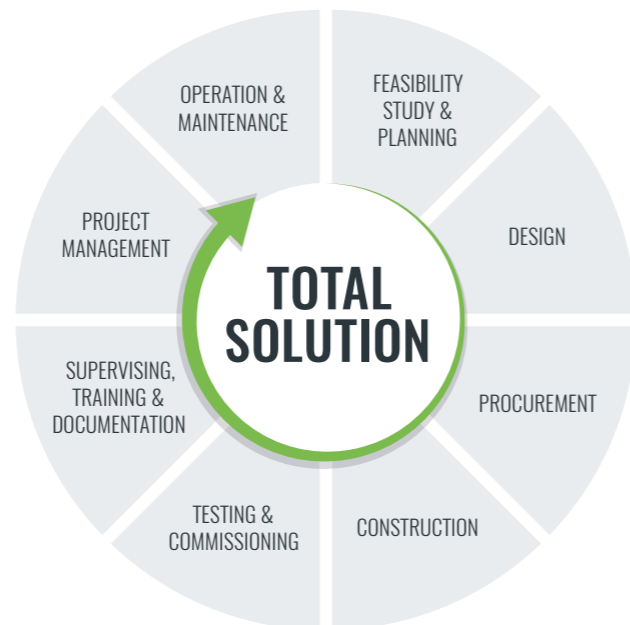 FEASIBILITY
STUDY &
PLANNING
DESIGN
PROCUREMENT
CONSTRUCTION
TESTING &
COMMISSIONING
SUPERVISING,
TRAINING &
DOCUMENTATION
PROJECT
MANAGEMENT
OPERATION &
MAINTENANCE
TOTAL
SOLUTION